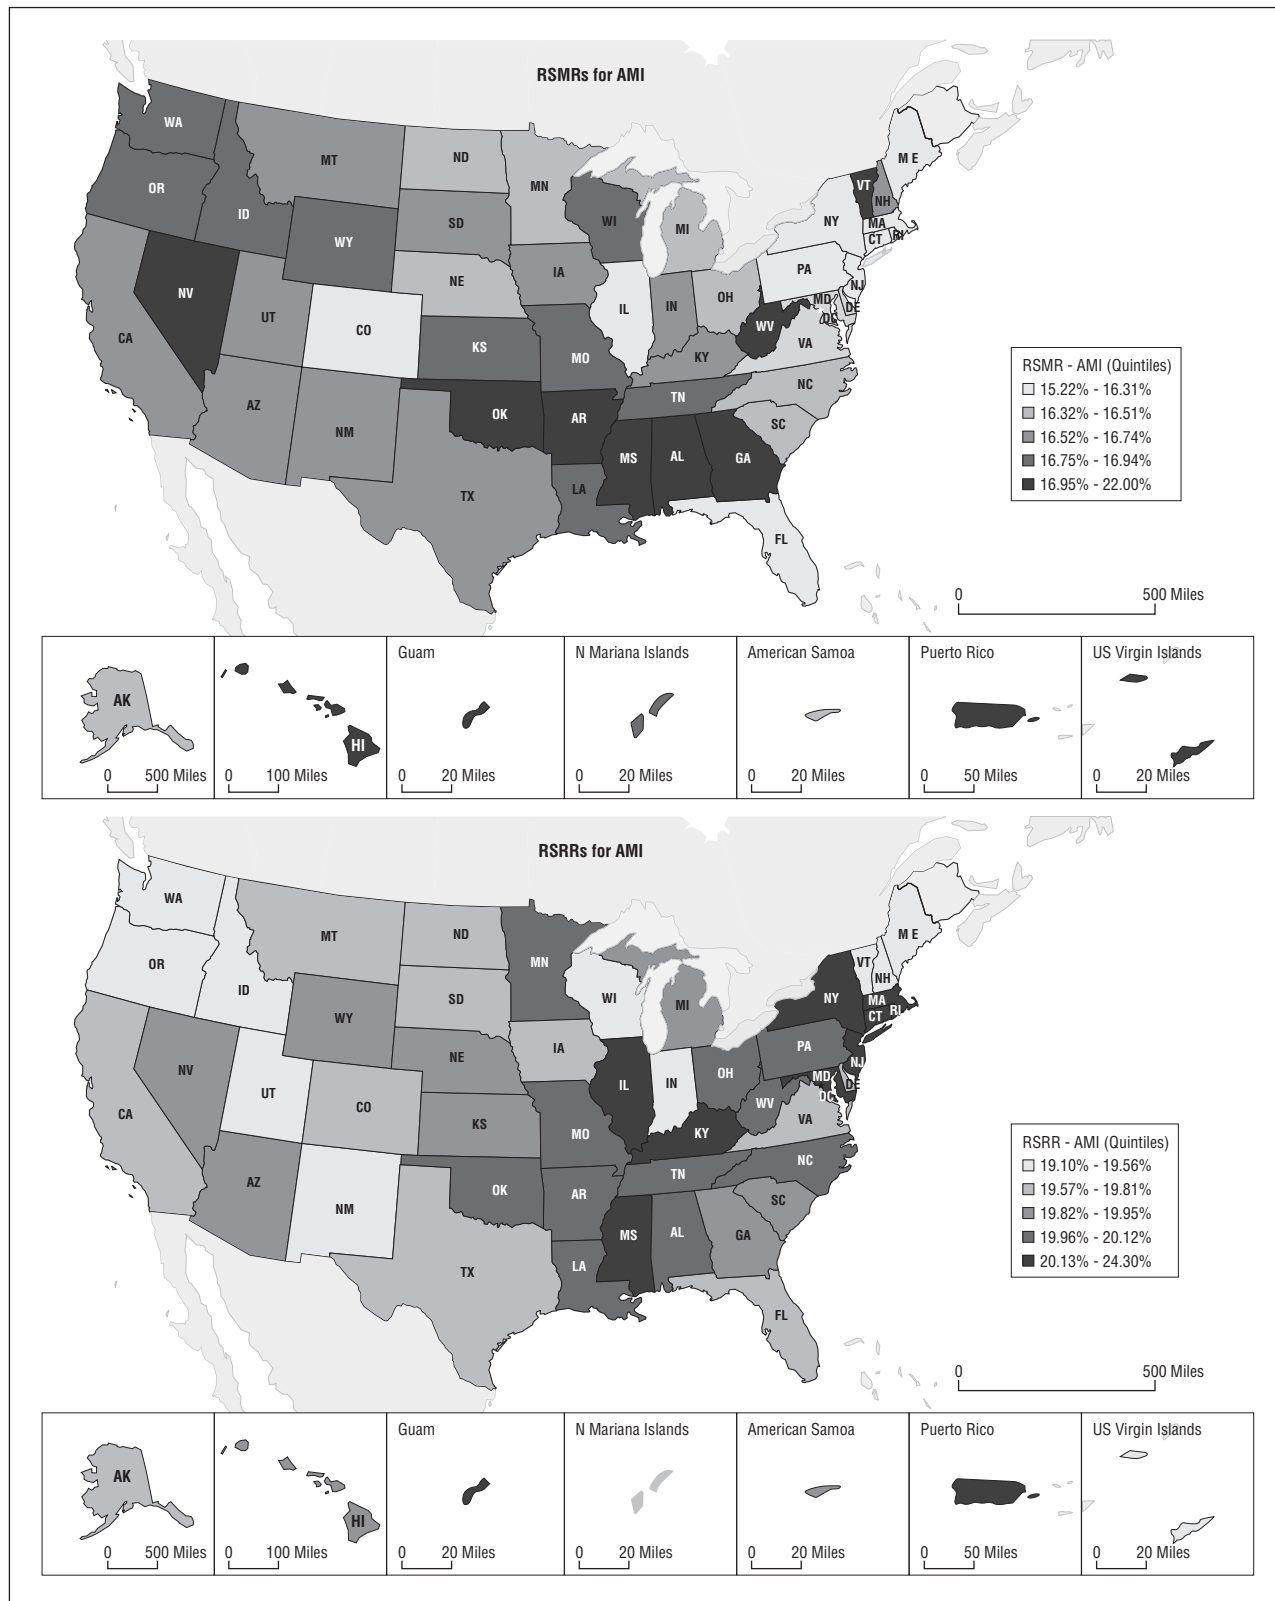 RSMRs for AMI
WA
MT
ND
MN
OR
ID
WY
SD
WI
MI
ME
VT
NH
NY
MA
CT
RI
NV
UT
CO
NE
IA
IL
IN
OH
PA
NJ
MD
DE
DC
CA
AZ
NM
KS
MO
KY
WV
VA
NC
TN
SC
OK
AR
MS
AL
GA
TX
LA
FL
RSMR - AMI (Quintiles)
15.22% - 16.31%
16.32% - 16.51%
16.52% - 16.74%
16.75% - 16.94%
16.95% - 22.00%
0 500 Miles
AK
0 500 Miles
HI
0 100 Miles
Guam
0 20 Miles
N Mariana Islands
0 20 Miles
American Samoa
0 20 Miles
Puerto Rico
0 50 Miles
US Virgin Islands
0 20 Miles
RSRRs for AMI
WA
MT
ND
MN
OR
ID
WY
SD
WI
MI
ME
VT
NH
NY
MA
CT
RI
NV
UT
CO
NE
IA
IL
IN
OH
PA
NJ
MD
DE
DC
CA
AZ
NM
KS
MO
KY
WV
VA
NC
TN
SC
OK
AR
MS
AL
GA
TX
LA
FL
RSRR - AMI (Quintiles)
19.10% - 19.56%
19.57% - 19.81%
19.82% - 19.95%
19.96% - 20.12%
20.13% - 24.30%
0 500 Miles
AK
0 500 Miles
HI
0 100 Miles
Guam
0 20 Miles
N Mariana Islands
0 20 Miles
American Samoa
0 20 Miles
Puerto Rico
0 50 Miles
US Virgin Islands
0 20 Miles